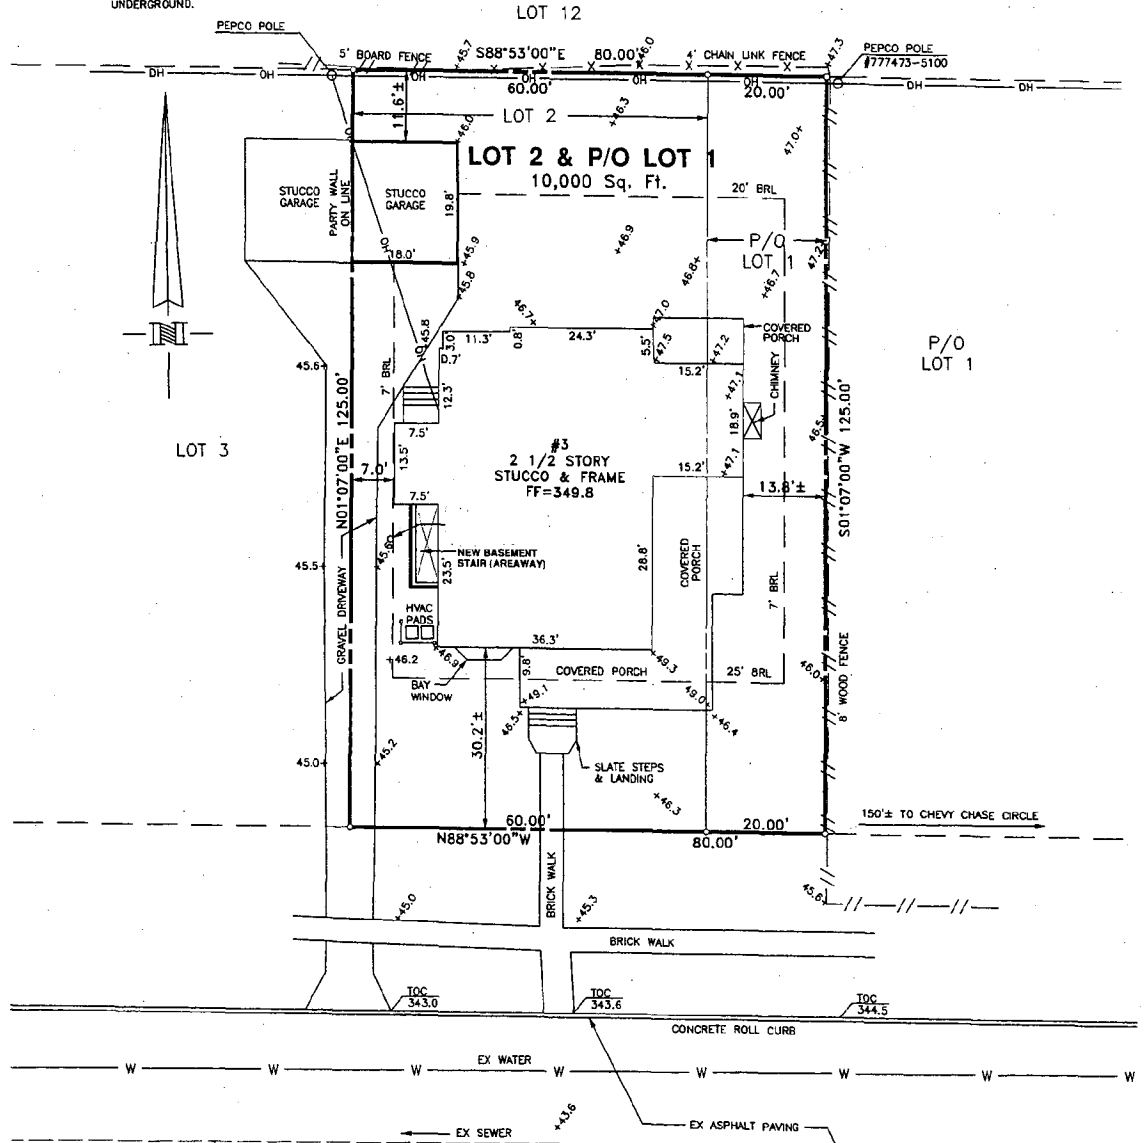 UNDERGROUND.
LOT 12
PEPCO POLE
5' BOARD FENCE
45.7
S88°53'00"E
80.00'
46.0
4' CHAIN LINK FENCE
47.3
PEPCO POLE
#777473-5100
OH
OH
OH
OH
OH
OH
60.00'
20.00'
11.6'±
LOT 2
46.3
47.0
46.0
LOT 2 & P/O LOT 1
10,000 Sq. Ft.
STUCCO
GARAGE
PARTY WALL
ON LINE
STUCCO
GARAGE
19.8'
20' BRL
18.0'
OH
45.9
46.9
P/O
LOT 1
47.2
46.8
46.7
45.8
N
46.7
47.0
COVERED
PORCH
45.8
3.0'
0.7'
11.3'
0.8'
24.3'
5.5'
47.5
47.2
15.2'
47.1
CHIMNEY
P/O
LOT 1
45.6
7' BRL
12.3'
18.9'
46.5
LOT 3
N01°07'00"E 125.00'
7.5'
13.5'
7.0'
#3
2 1/2 STORY
STUCCO & FRAME
FF=349.8
15.2'
47.1
13.8'±
S01°07'00"W 125.00'
7.5'
45.6
NEW BASEMENT
STAIR (AREAWAY)
23.5'
28.8'
COVERED
PORCH
7' BRL
45.5
45.5
GRAVEL DRIVEWAY
HVAC
PADS
46.2
46.9
36.3'
49.3
BAY
WINDOW
9.8'
COVERED PORCH
25' BRL
46.0
8' WOOD FENCE
49.1
49.0
46.5
46.4
30.2'±
45.0
45.2
SLATE STEPS
& LANDING
46.3
60.00'
20.00'
N88°53'00"W
80.00'
150'± TO CHEVY CHASE CIRCLE
BRICK WALK
45.6
45.0
45.3
BRICK WALK
TOC
343.0
TOC
343.6
TOC
344.5
CONCRETE ROLL CURB
EX WATER
W W W W W W W W
43.6
EX SEWER
EX ASPHALT PAVING